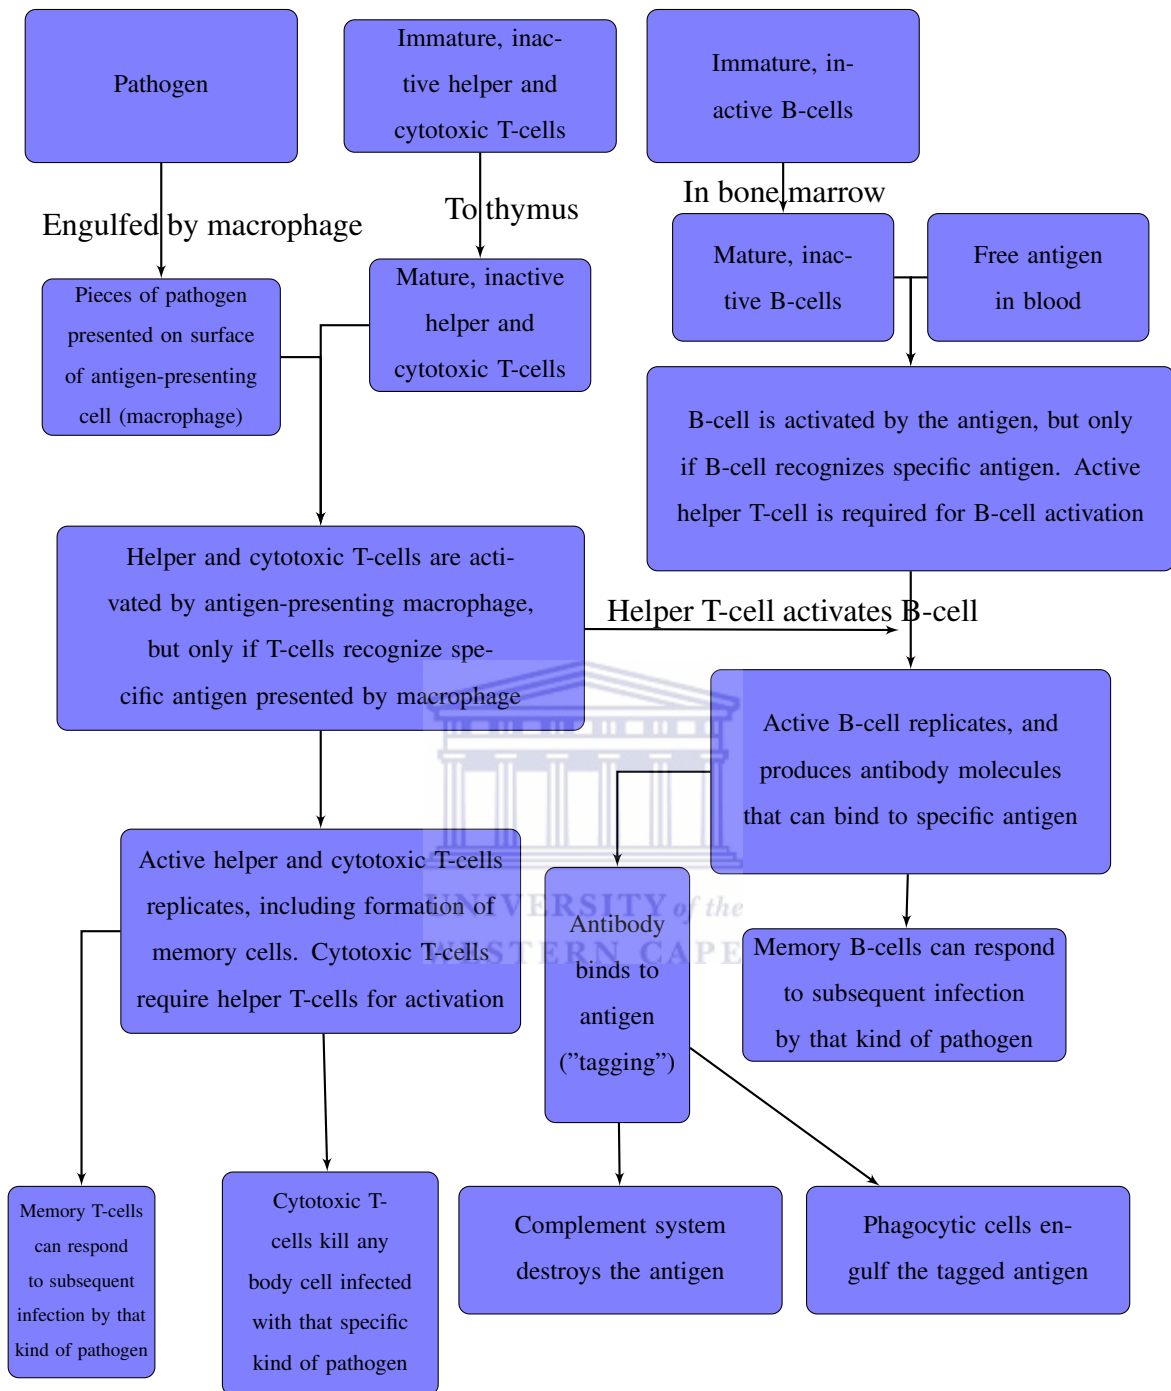 Pathogen
Immature, inac-
tive helper and
cytotoxic T-cells
Immature, in-
active B-cells
Engulfed by macrophage
To thymus
In bone marrow
Pieces of pathogen
presented on surface
of antigen-presenting
cell (macrophage)
Mature, inactive
helper and
cytotoxic T-cells
Mature, inac-
tive B-cells
Free antigen
in blood
B-cell is activated by the antigen, but only
if B-cell recognizes specific antigen. Active
helper T-cell is required for B-cell activation
Helper and cytotoxic T-cells are acti-
vated by antigen-presenting macrophage,
but only if T-cells recognize spe-
cific antigen presented by macrophage
Helper T-cell activates B-cell
Active B-cell replicates, and
produces antibody molecules
that can bind to specific antigen
Active helper and cytotoxic T-cells
replicates, including formation of
memory cells. Cytotoxic T-cells
require helper T-cells for activation
UNIVERSITY of the
WESTERN CAPE
Antibody
binds to
antigen
(”tagging”)
Memory B-cells can respond
to subsequent infection
by that kind of pathogen
Memory T-cells
can respond
to subsequent
infection by that
kind of pathogen
Cytotoxic T-
cells kill any
body cell infected
with that specific
kind of pathogen
Complement system
destroys the antigen
Phagocytic cells en-
gulf the tagged antigen